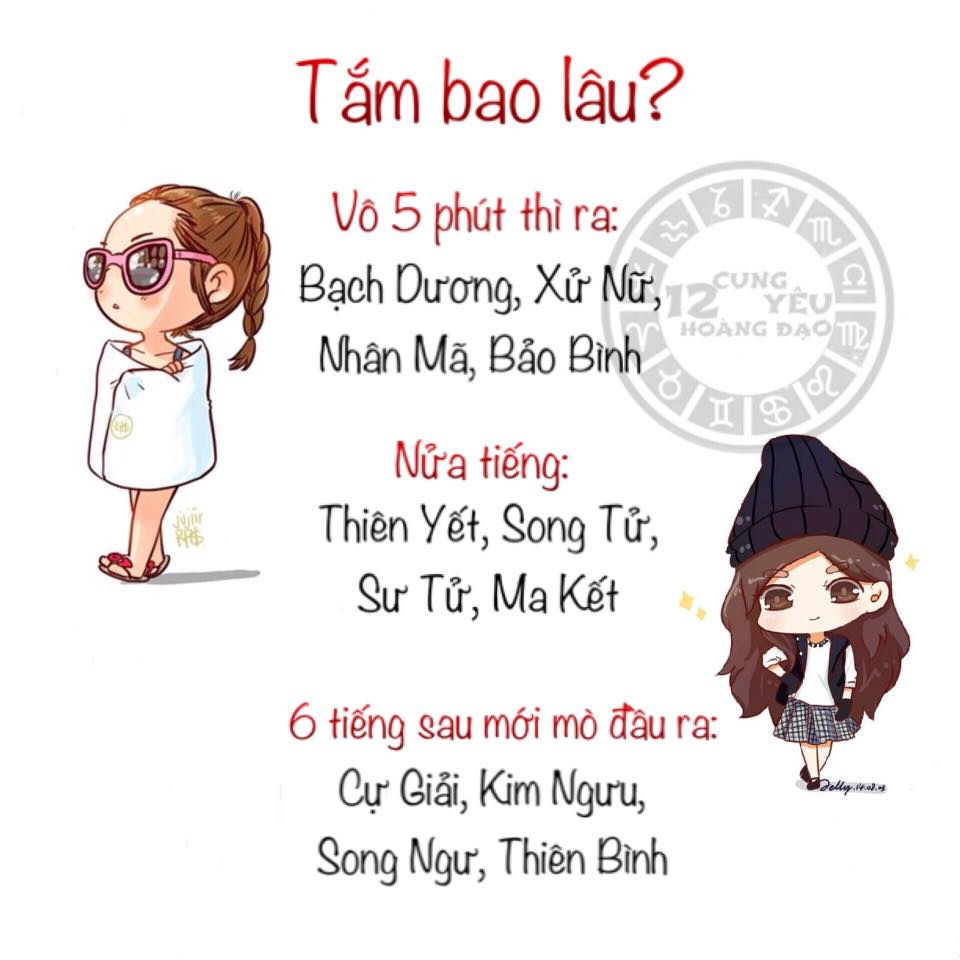 Tắm bao lâu?
Vô 5 phút thì ra:
Bạch Dương, Xử Nữ,
Nhân Mã, Bảo Bình
12 CUNG YÊU
HOÀNG ĐẠO
Nửa tiếng:
Thiên Yết, Song Tử,
Sư Tử, Ma Kết
6 tiếng sau mới mò đầu ra:
Cự Giải, Kim Ngưu,
Song Ngư, Thiên Bình
Jelly.14.08.03